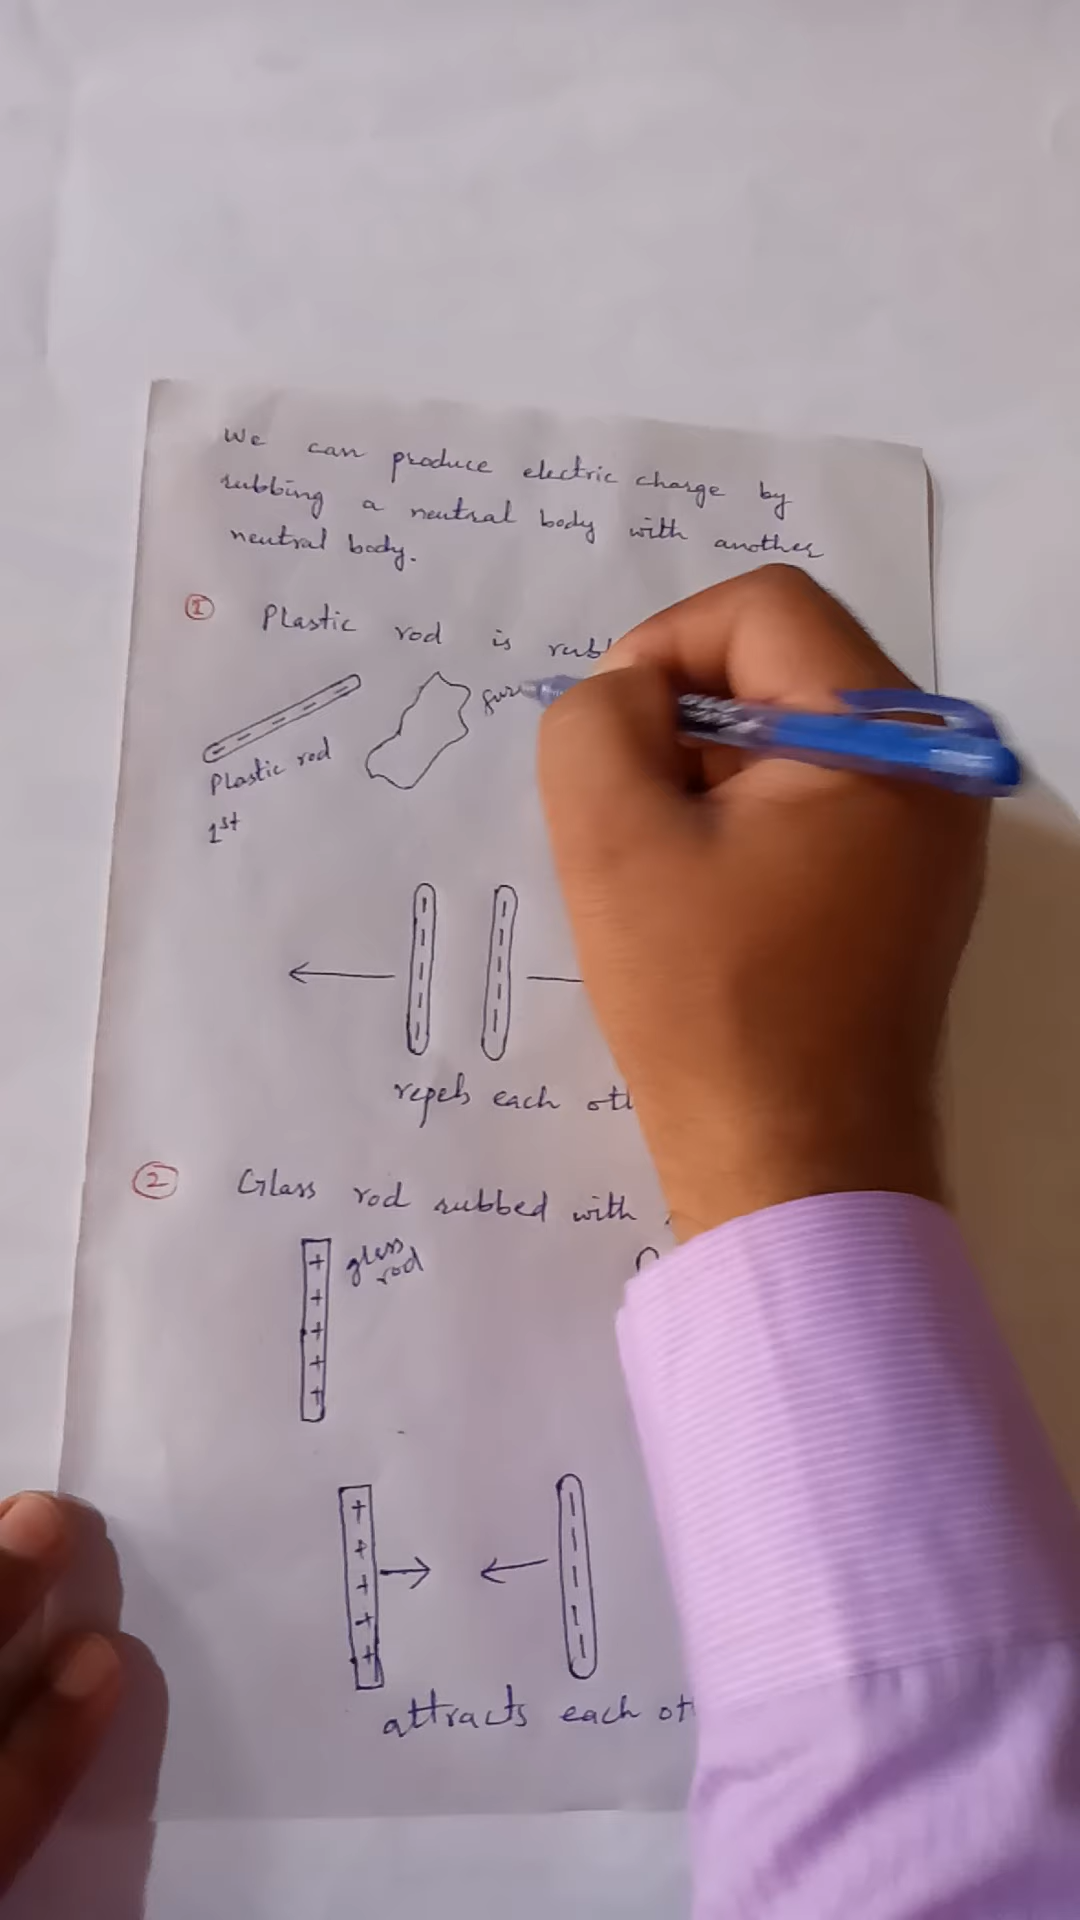 We can produce electric charge by
rubbing a neutral body with another
neutral body.
1 Plastic rod is
fur
Plastic rod
1st
repels each
2 Glass rod rubbed with
glass
rod
+
+
+
+
+
+
+
+
+
+
attracts each